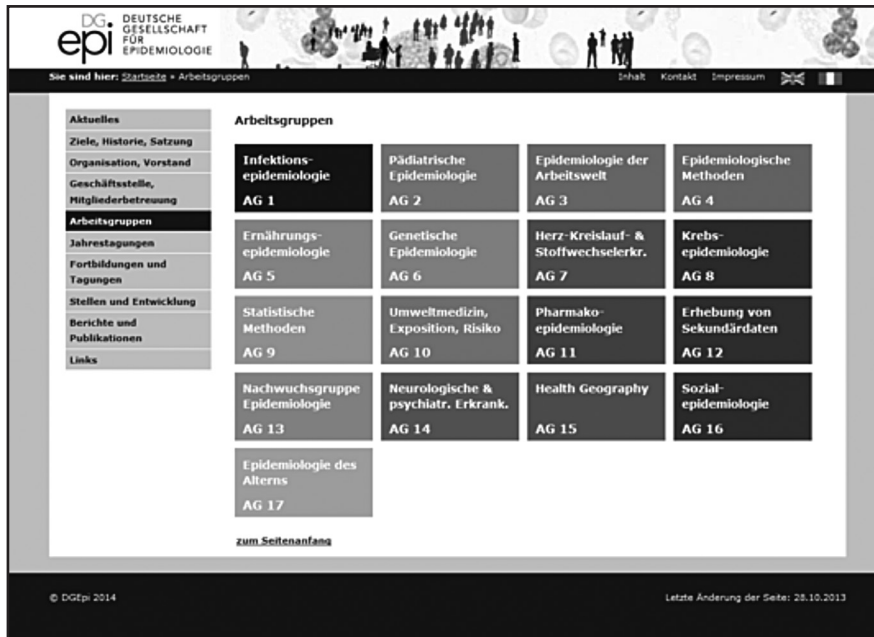 DG.
epi
DEUTSCHE
GESELLSCHAFT
FÜR
EPIDEMIOLOGIE
Sie sind hier: Startseite » Arbeitsgruppen
Inhalt Kontakt Impressum
Aktuelles
Ziele, Historie, Satzung
Organisation, Vorstand
Geschäftsstelle,
Mitgliederbetreuung
Arbeitsgruppen
Jahrestagungen
Fortbildungen und
Tagungen
Stellen und Entwicklung
Berichte und
Publikationen
Links
Arbeitsgruppen
Infektions-
epidemiologie
AG 1
Pädiatrische
Epidemiologie
AG 2
Epidemiologie der
Arbeitswelt
AG 3
Epidemiologische
Methoden
AG 4
Ernährungs-
epidemiologie
AG 5
Genetische
Epidemiologie
AG 6
Herz-Kreislauf- &
Stoffwechselerkr.
AG 7
Krebs-
epidemiologie
AG 8
Statistische
Methoden
AG 9
Umweltmedizin,
Exposition, Risiko
AG 10
Pharmako-
epidemiologie
AG 11
Erhebung von
Sekundärdaten
AG 12
Nachwuchsgruppe
Epidemiologie
AG 13
Neurologische &
psychiatr. Erkrank.
AG 14
Health Geography
AG 15
Sozial-
epidemiologie
AG 16
Epidemiologie des
Alterns
AG 17
zum Seitenanfang
© DGEpi 2014
Letzte Änderung der Seite: 28.10.2013